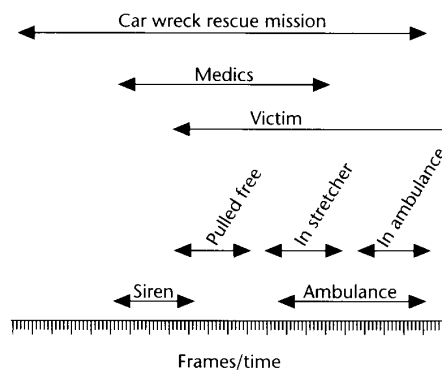 Car wreck rescue mission
Medics
Victim
Pulled free
In stretcher
In ambulance
Siren
Ambulance
Frames/time